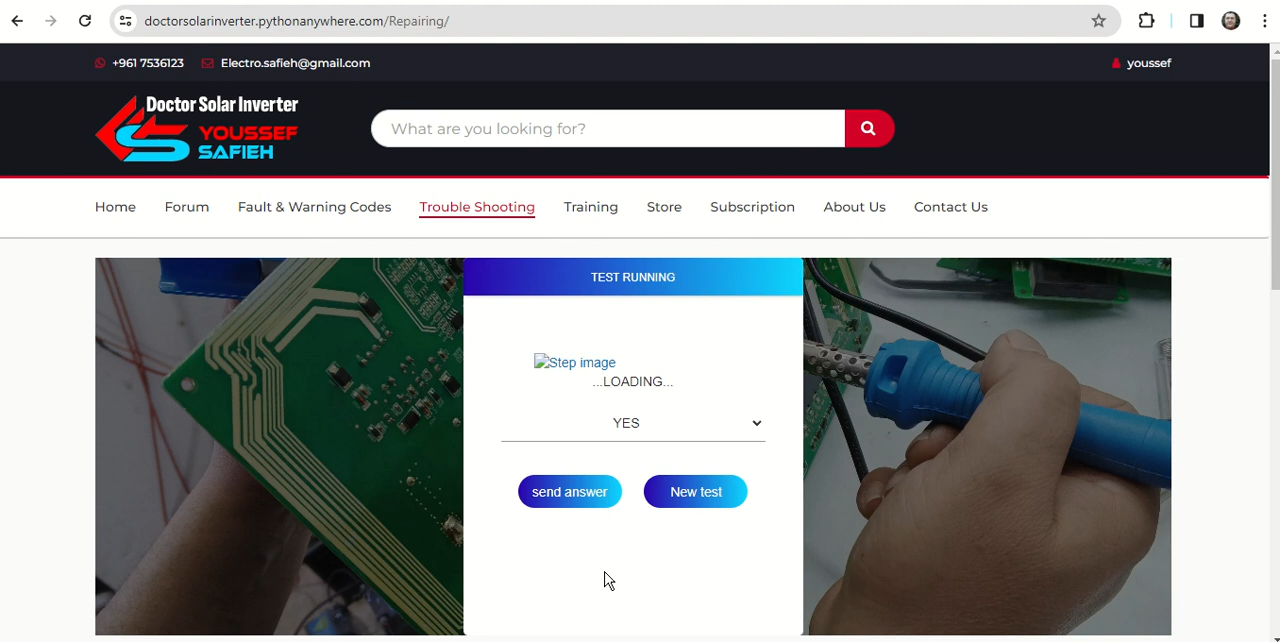 doctorsolarinverter.pythonanywhere.com/Repairing/
+961 7536123 Electro.safieh@gmail.com youssef
Doctor Solar Inverter
YOUSSEF
SAFIEH
What are you looking for?
Home Forum Fault & Warning Codes Trouble Shooting Training Store Subscription About Us Contact Us
TEST RUNNING
Step image
...LOADING...
YES
send answer New test